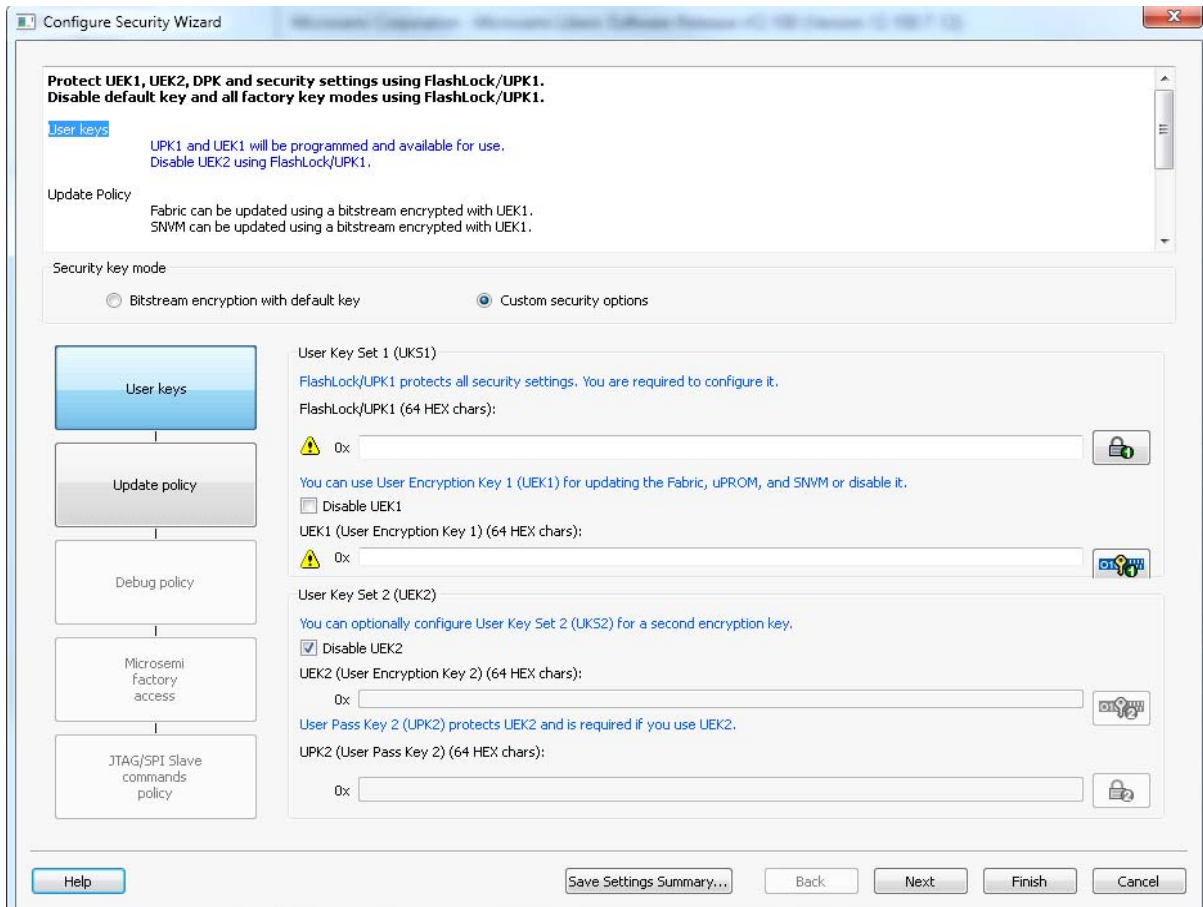 Configure Security Wizard
Protect UEK1, UEK2, DPK and security settings using FlashLock/UPK1.
Disable default key and all factory key modes using FlashLock/UPK1.
User keys
UPK1 and UEK1 will be programmed and available for use.
Disable UEK2 using FlashLock/UPK1.
Update Policy
Fabric can be updated using a bitstream encrypted with UEK1.
SNVM can be updated using a bitstream encrypted with UEK1.
Security key mode
Bitstream encryption with default key
Custom security options
User keys
Update policy
Debug policy
Microsemi
factory
access
JTAG/SPI Slave
commands
policy
User Key Set 1 (UKS1)
FlashLock/UPK1 protects all security settings. You are required to configure it.
FlashLock/UPK1 (64 HEX chars):
0x
You can use User Encryption Key 1 (UEK1) for updating the Fabric, uPROM, and SNVM or disable it.
Disable UEK1
UEK1 (User Encryption Key 1) (64 HEX chars):
0x
User Key Set 2 (UEK2)
You can optionally configure User Key Set 2 (UKS2) for a second encryption key.
Disable UEK2
UEK2 (User Encryption Key 2) (64 HEX chars):
0x
User Pass Key 2 (UPK2) protects UEK2 and is required if you use UEK2.
UPK2 (User Pass Key 2) (64 HEX chars):
0x
Help
Save Settings Summary...
Back
Next
Finish
Cancel